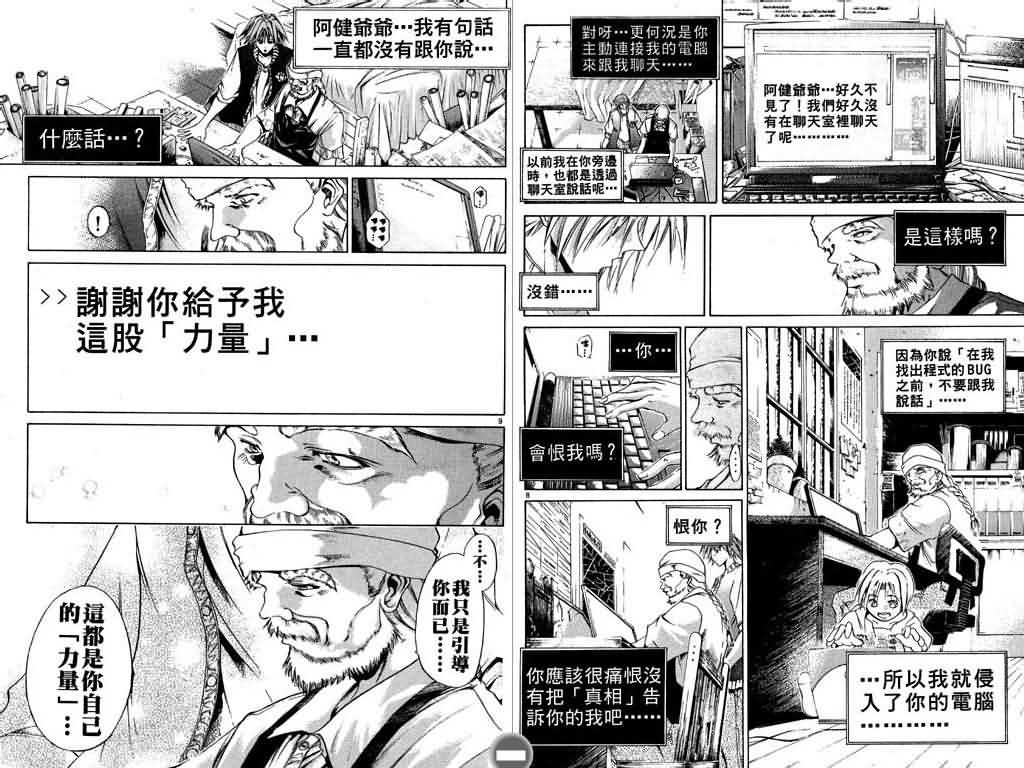 阿健爺爺…好久不
見了！我們好久沒
有在聊天室裡聊天
了呢…………
對呀…更何況是你
主動連接我的電腦
來跟我聊天……
以前我在你旁邊
時，也都是透過
聊天室說話呢…
是這樣嗎？
沒錯……
因為你說「在我
找出程式的BUG
之前，不要跟我
說話」……
…所以我就侵
入了你的電腦
…………
…你…
會恨我嗎？
…
恨你？
你應該很痛恨沒
有把「真相」告
訴你的我吧……
8
阿健爺爺…我有句話
一直都沒有跟你說…
什麼話…？
！
>>謝謝你給予我
這股「力量」…
9
…不…
我只是引導
你而已……
這都是你自己
的「力量」…